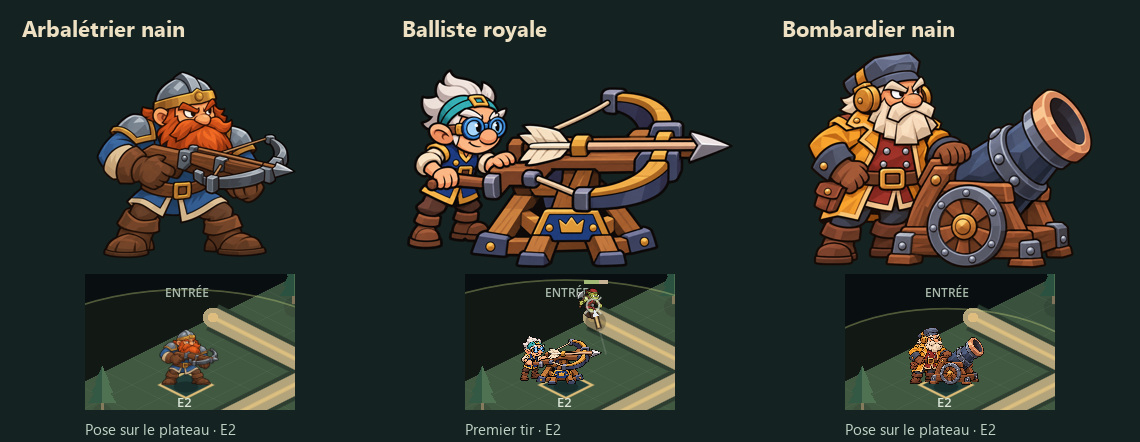 Arbalétrier nain
Balliste royale
Bombardier nain
ENTRÉE
E2
ENTRÉE
E2
ENTRÉE
E2
Pose sur le plateau · E2
Premier tir · E2
Pose sur le plateau · E2